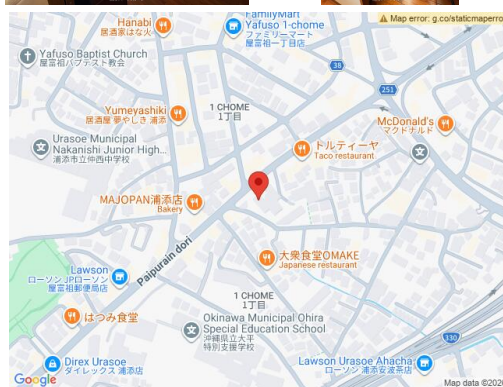 Map error: g.co/staticmaperro
Hanabi
居酒家はな火
FamilyMart
Yafuso 1-chome
ファミリーマート
屋富祖一丁目店
Yafuso Baptist Church
屋富祖バプテスト教会
38
251
Yumeyashiki
居酒屋 夢やしき 浦添
1 CHOME
1丁目
McDonald's
マクドナルド
Urasoe Municipal
Nakanishi Junior High...
浦添市立仲西中学校
トルティーヤ
Taco restaurant
MAJOPAN浦添店
Bakery
Paipurain dori
大衆食堂OMAKE
Japanese restaurant
Lawson
ローソン JPローソン
屋富祖郵便局店
1 CHOME
1丁目
はつみ食堂
Okinawa Municipal Ohira
Special Education School
沖縄県立大平
特別支援学校
330
Direx Urasoe
ダイレックス 浦添店
Lawson Urasoe Ahacha
ローソン 浦添安波茶店
Google
Map data ©202